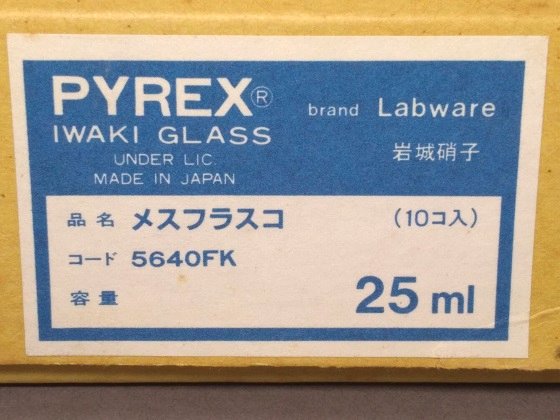 PYREX® brand Labware
IWAKI GLASS
岩城硝子
UNDER LIC.
MADE IN JAPAN
品名 メスフラスコ (10コ入)
コード 5640FK
容量 25 ml